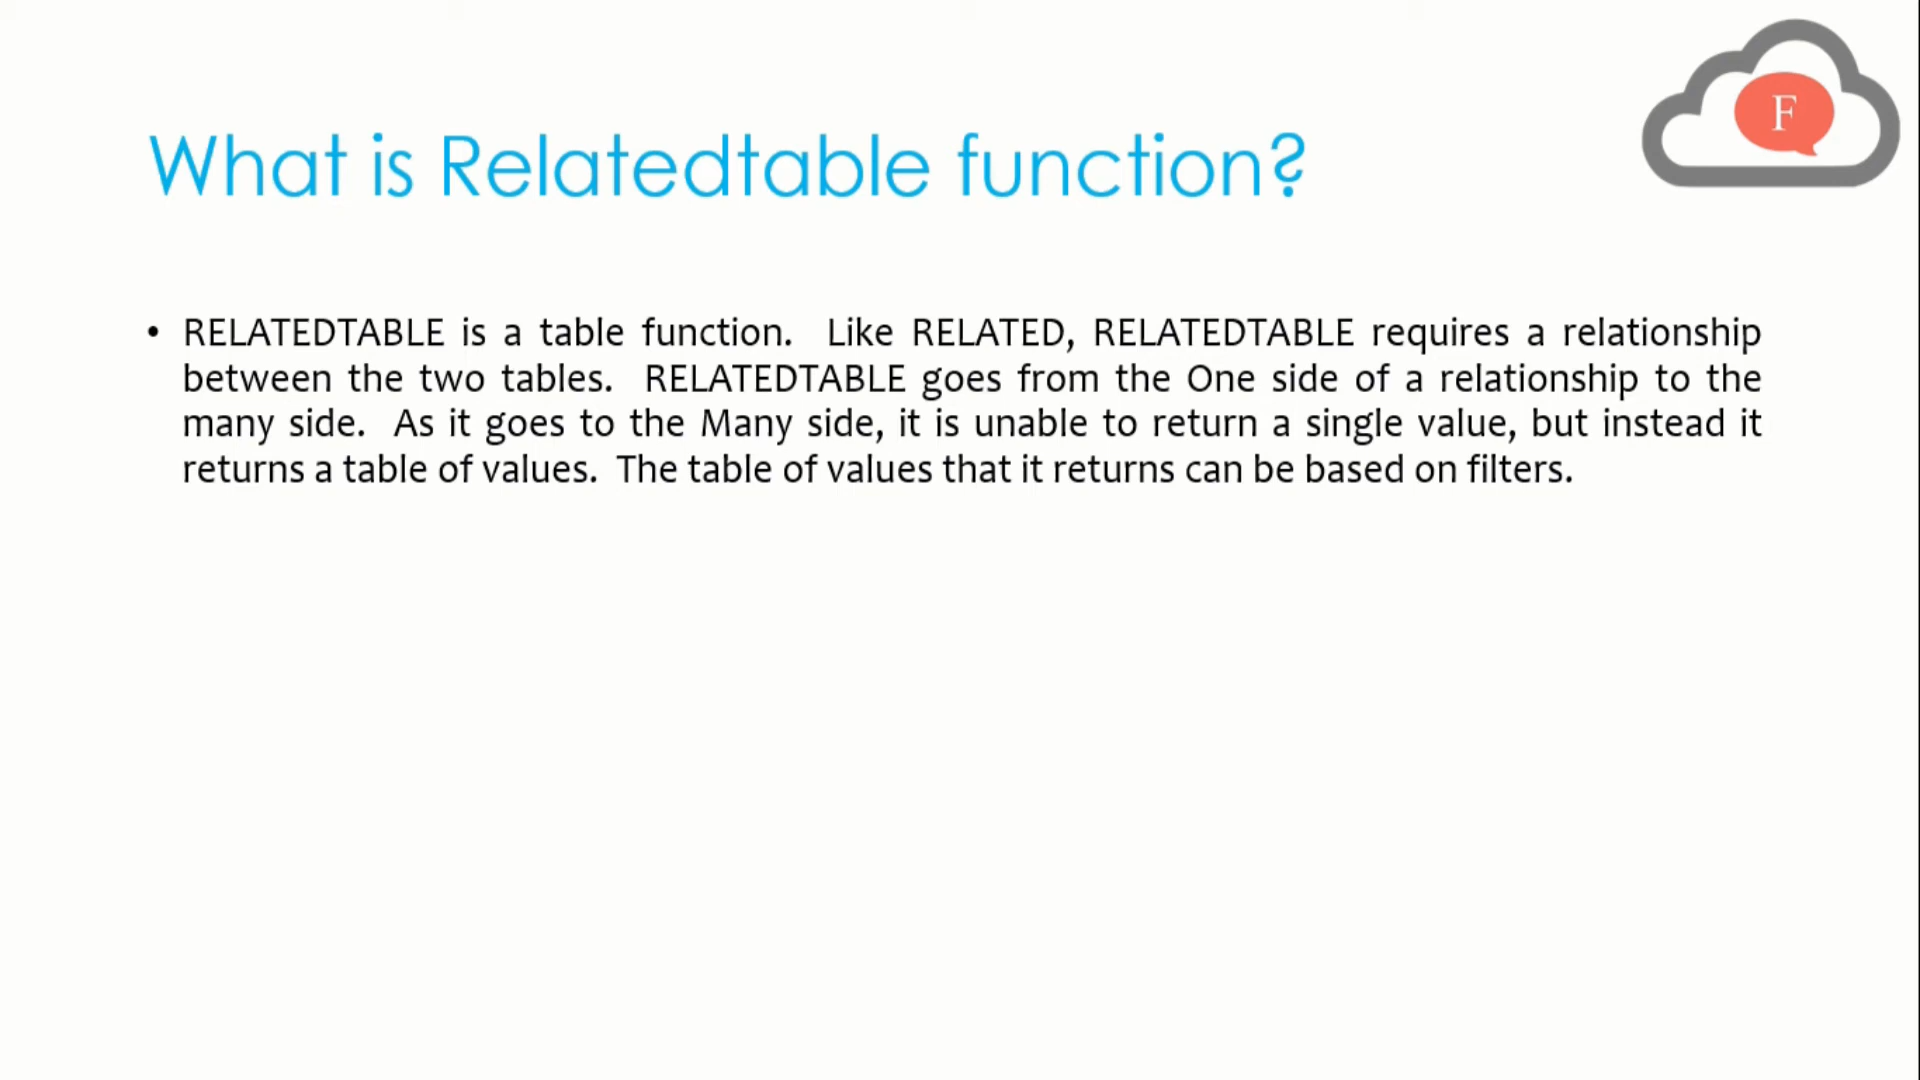 F
What is Relatedtable function?
• RELATEDTABLE is a table function.  Like RELATED, RELATEDTABLE requires a relationship
between the two tables.  RELATEDTABLE goes from the One side of a relationship to the
many side.  As it goes to the Many side, it is unable to return a single value, but instead it
returns a table of values.  The table of values that it returns can be based on filters.